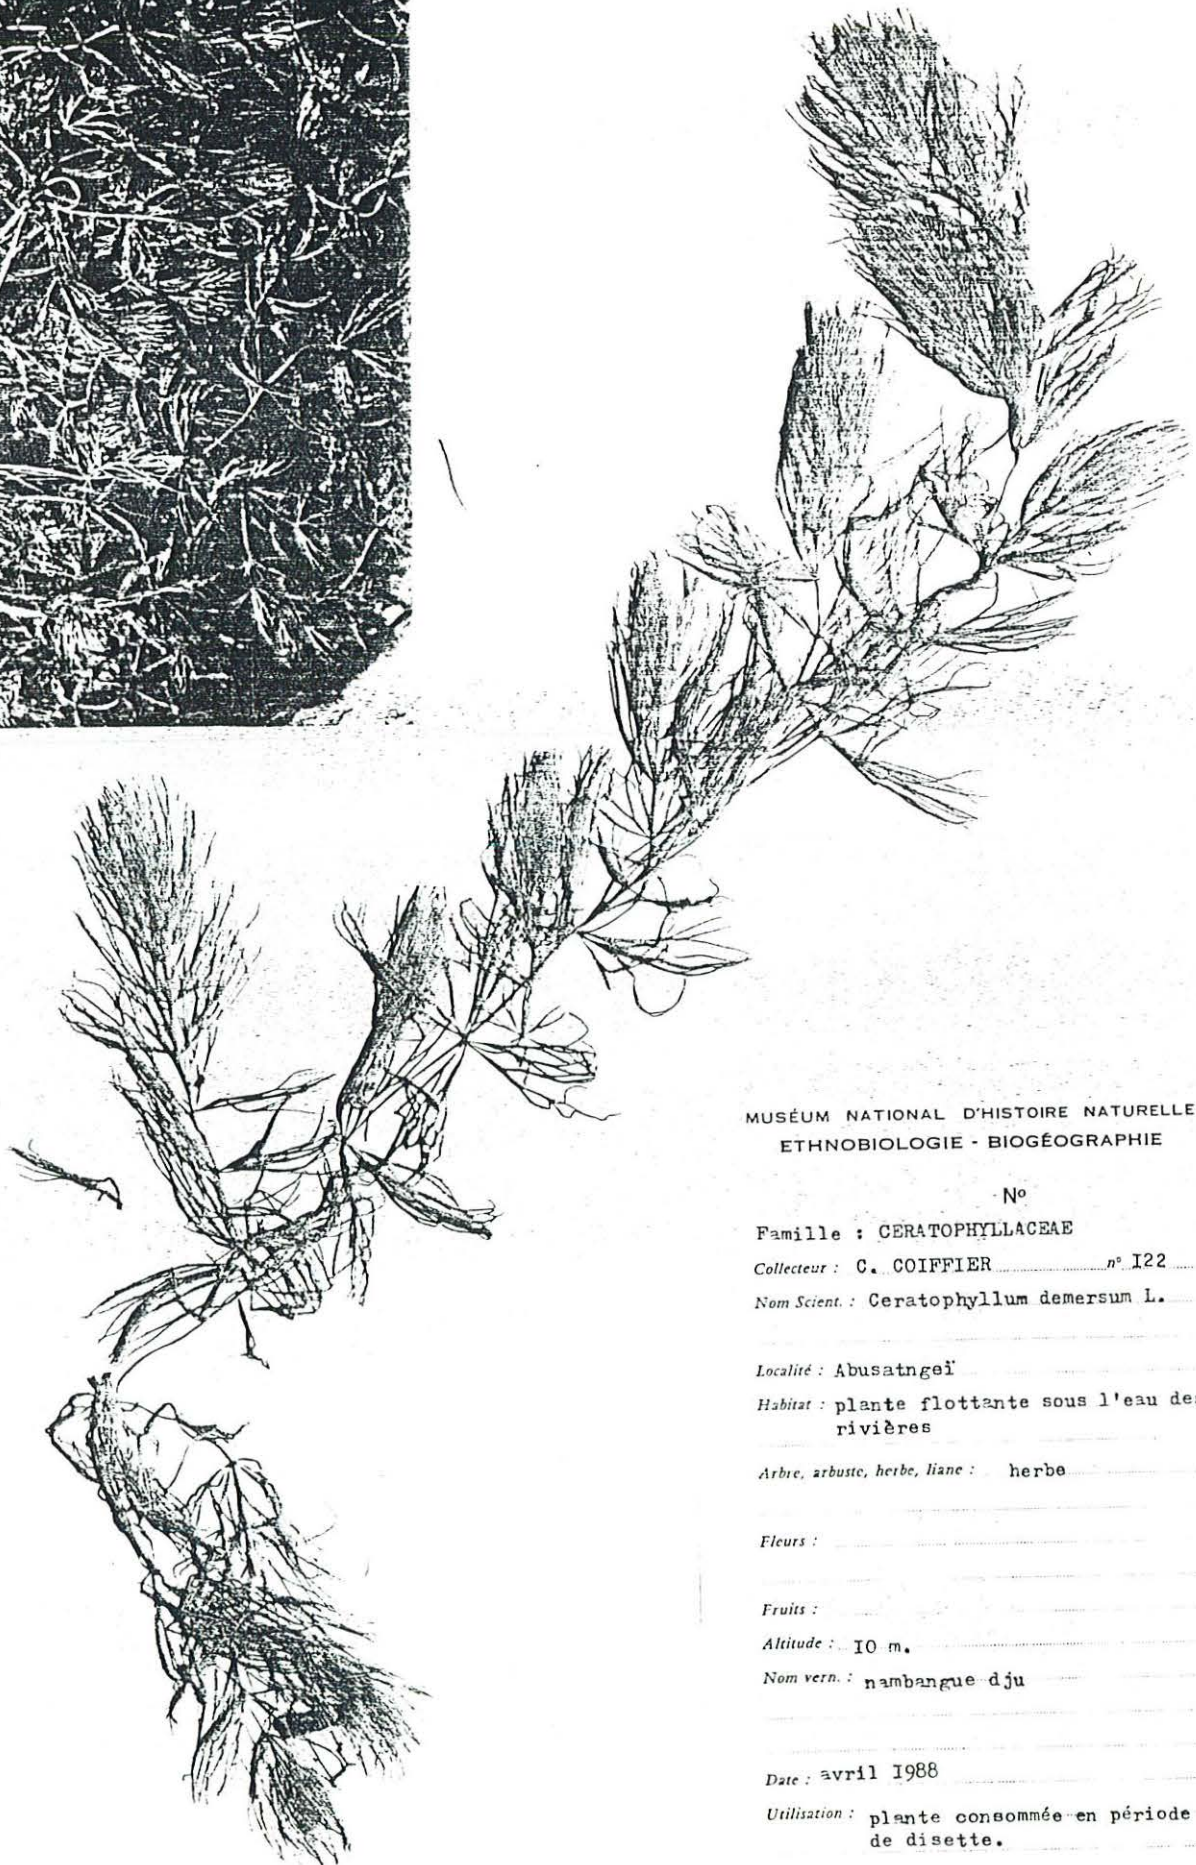 MUSÉUM NATIONAL D'HISTOIRE NATURELLE
ETHNOBIOLOGIE - BIOGÉOGRAPHIE
Nº
Famille : CERATOPHYLLACEAE
Collecteur : C. COIFFIER n° I22
Nom Scient. : Ceratophyllum demersum L.
Localité : Abusatngeï
Habitat : plante flottante sous l'eau des
rivières
Arbre, arbuste, herbe, liane : herbe
Fleurs :
Fruits :
Altitude : IO m.
Nom vern. : nambangue dju
Date : avril I988
Utilisation : plante consommée en période
de disette.